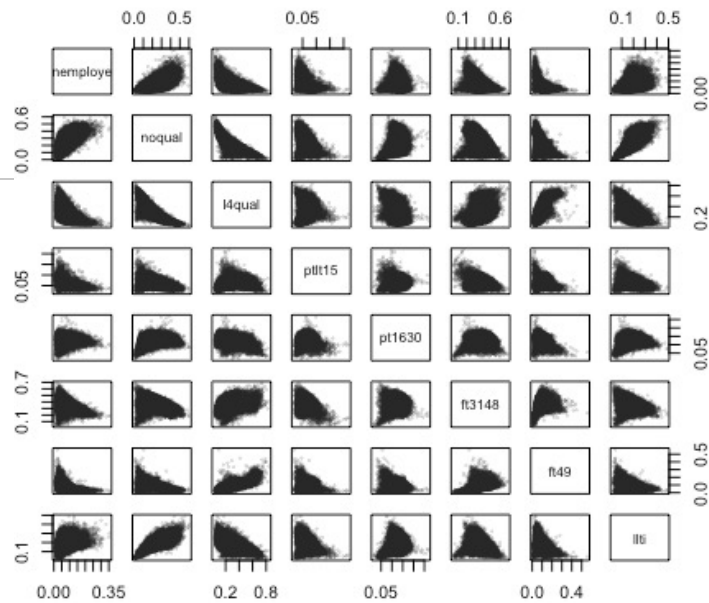 0.0 0.5
0.05
0.1 0.6
0.1 0.5
nemploye
0.00
0.0 0.6
noqual
l4qual
0.2
0.05
ptlt15
pt1630
0.05
0.1 0.7
ft3148
ft49
0.0 0.5
0.1
llti
0.00 0.35
0.2 0.8
0.05
0.0 0.4